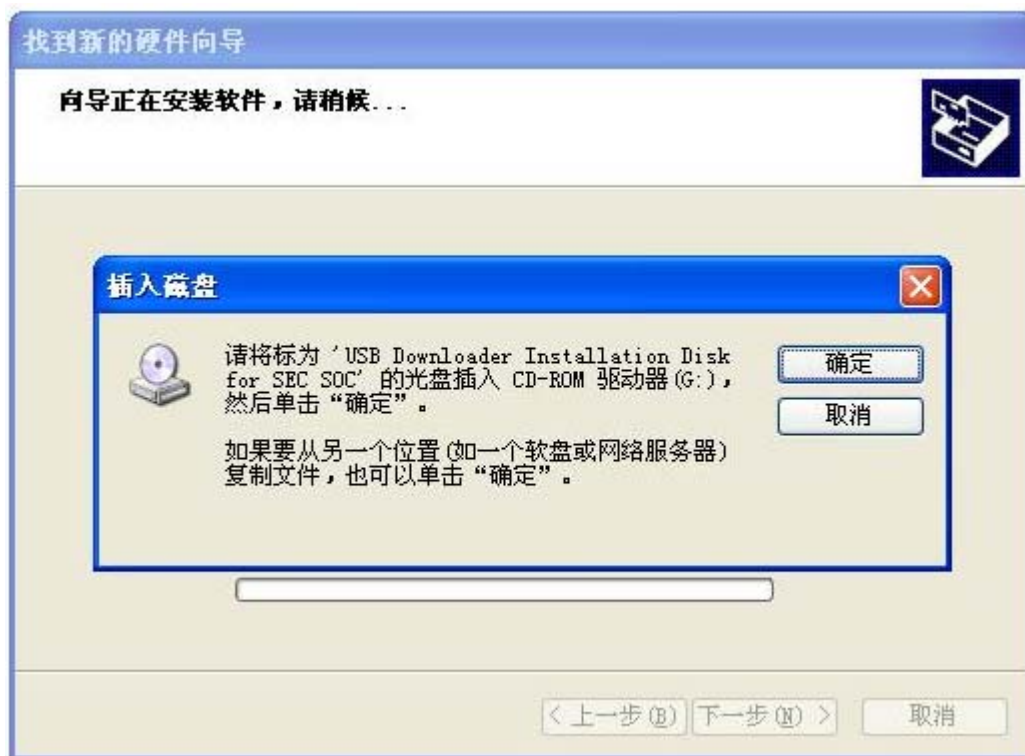 找到新的硬件向导
向导正在安装软件，请稍候...
插入磁盘
请将标为 'USB Downloader Installation Disk
for SEC SOC' 的光盘插入 CD-ROM 驱动器(G:)，
然后单击“确定”。
如果要从另一个位置(如一个软盘或网络服务器)
复制文件，也可以单击“确定”。
确定
取消
< 上一步(B)
下一步(N) >
取消